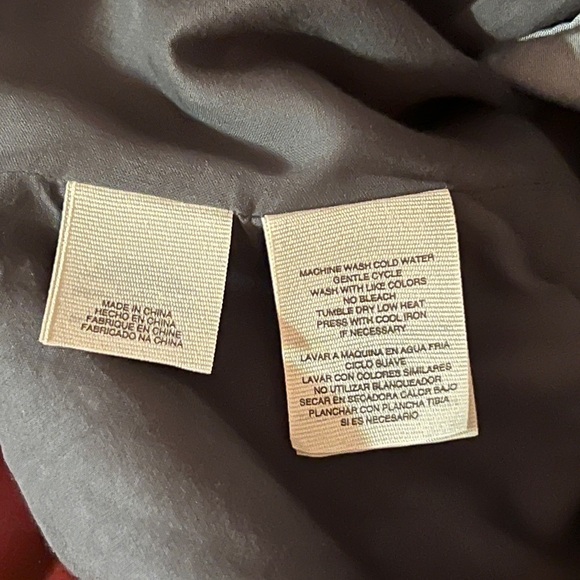 MADE IN CHINA
HECHO EN CHINA
FABRIQUE EN CHINE
FABRICADO NA CHINA
MACHINE WASH COLD WATER
GENTLE CYCLE
WASH WITH LIKE COLORS
NO BLEACH
TUMBLE DRY LOW HEAT
PRESS WITH COOL IRON
IF NECESSARY
LAVAR A MAQUINA EN AGUA FRIA
CICLO SUAVE
LAVAR CON COLORES SIMILARES
NO UTILIZAR BLANQUEADOR
SECAR EN SEGADORA CALOR BAJO
PLANCHAR CON PLANCHA TIBIA
SI ES NECESARIO